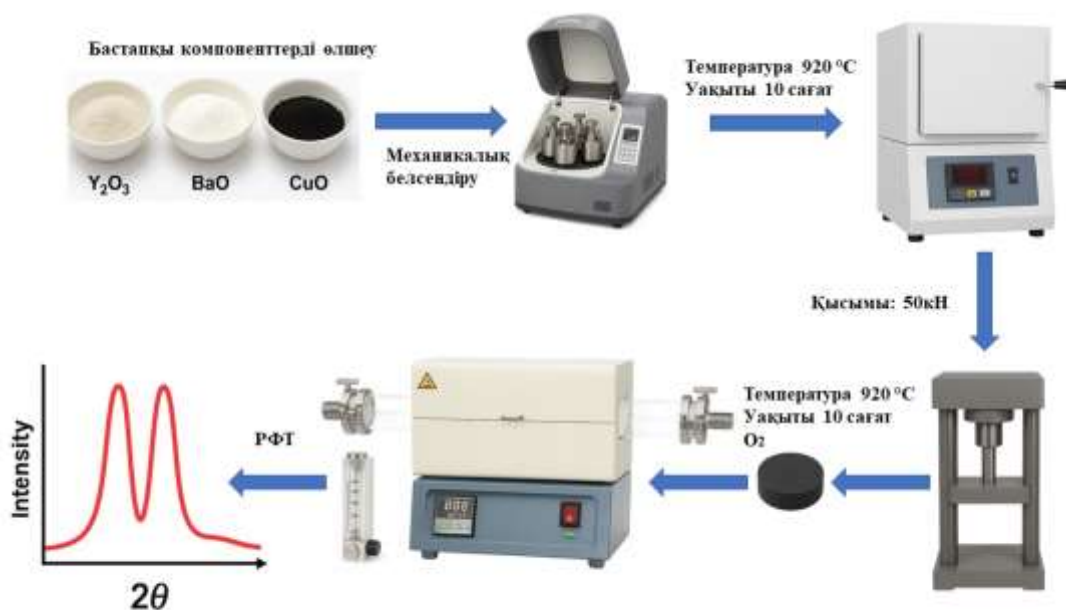 Бастапқы компоненттерді өлшеу
Y₂O₃ BaO CuO
Механикалық
белсендіру
Температура 920 °C
Уақыты 10 сағат
Қысымы: 50кН
Температура 920 °C
Уақыты 10 сағат
O₂
РФТ
Intensity
2θ